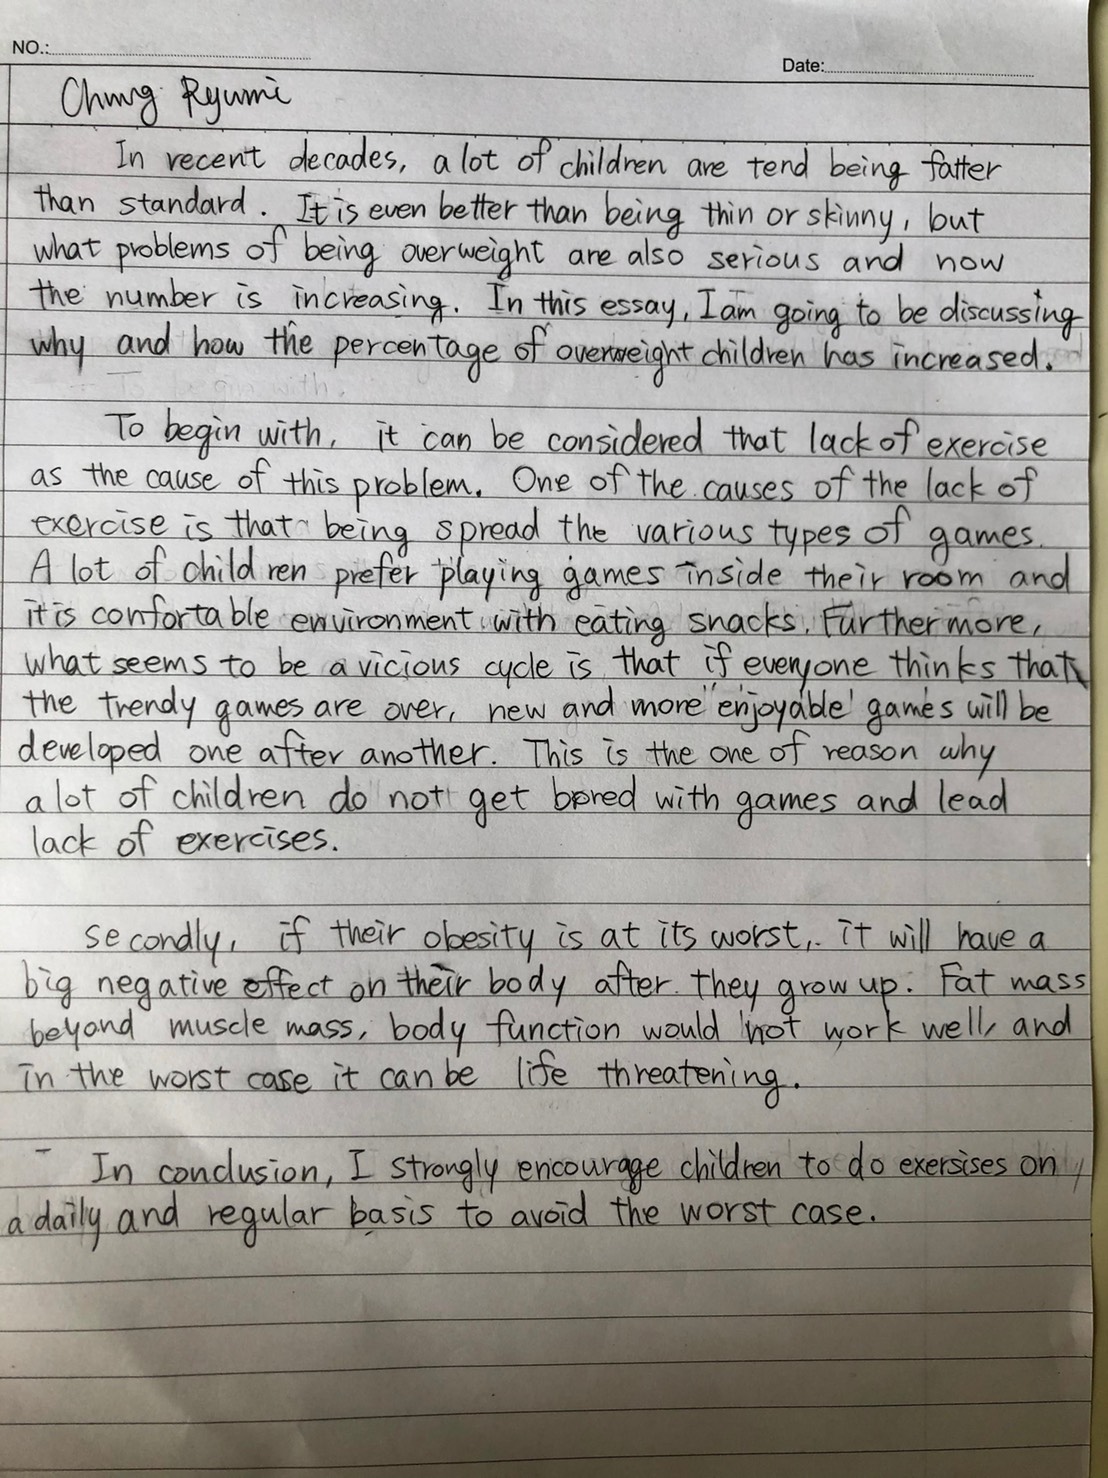 NO.:
Date:
Chung Ryumi
In recent decades, a lot of children are tend being fatter
than standard. It is even better than being thin or skinny, but
what problems of being overweight are also serious and now
the number is increasing. In this essay, I am going to be discussing
why and how the percentage of overweight children has increased.
To begin with, it can be considered that lack of exercise
as the cause of this problem. One of the causes of the lack of
exercise is that being spread the various types of games.
A lot of children prefer playing games inside their room and
it is confortable environment with eating snacks. Furthermore,
what seems to be a vicious cycle is that if everyone thinks that
the trendy games are over, new and more enjoyable games will be
developed one after another. This is the one of reason why
a lot of children do not get bored with games and lead
lack of exercises.
Secondly, if their obesity is at its worst, it will have a
big negative effect on their body after they grow up. Fat mass
beyond muscle mass, body function would not work well, and
in the worst case it can be life threatening.
In conclusion, I strongly encourage children to do exersises on
a daily and regular basis to avoid the worst case.